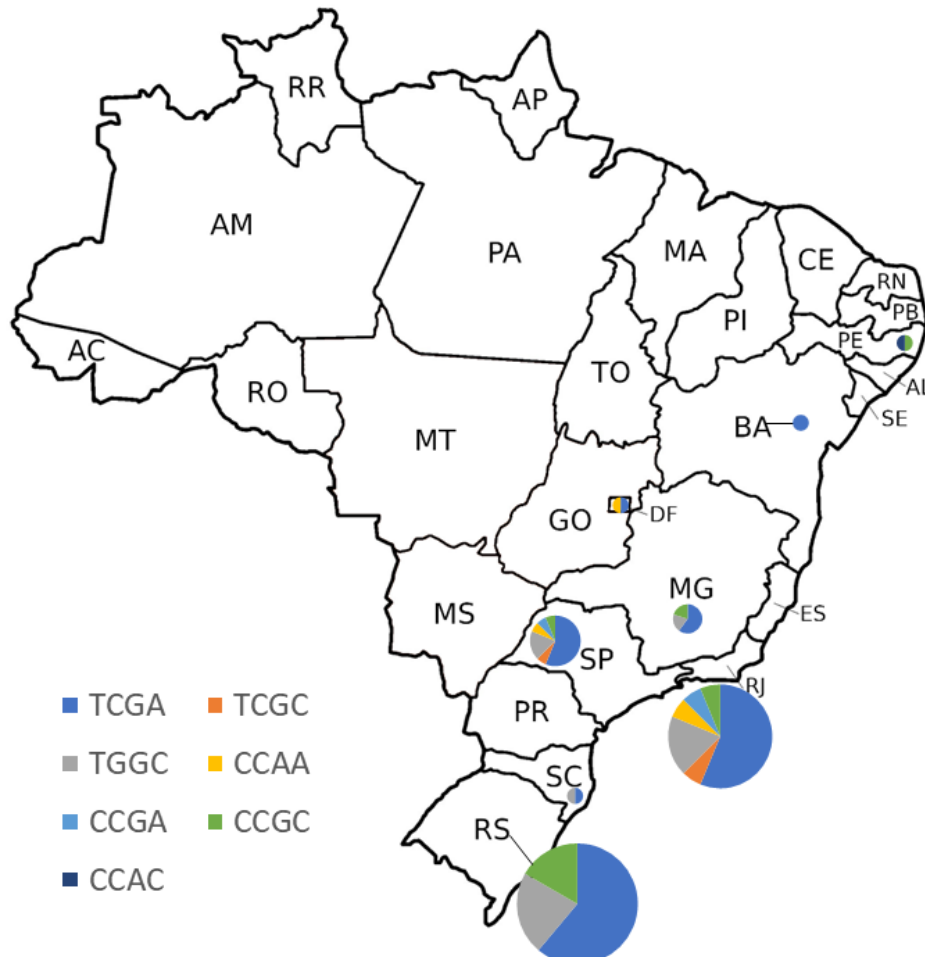 RR
AP
AM
PA
MA
CE
RN
PB
PI
PE
AC
TO
AL
RO
SE
BA
MT
GO
DF
MG
MS
ES
SP
RJ
PR
SC
RS
TCGA TCGC
TGGC CCAA
CCGA CCGC
CCAC